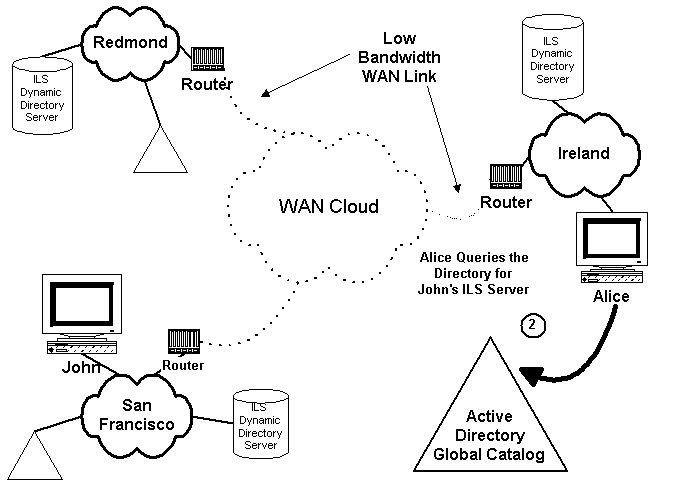 Redmond
ILS
Dynamic
Directory
Server
Router
Low
Bandwidth
WAN Link
ILS
Dynamic
Directory
Server
Ireland
Router
WAN Cloud
Alice Queries the
Directory for
John's ILS Server
Alice
2
John
Router
San
Francisco
ILS
Dynamic
Directory
Server
Active
Directory
Global Catalog